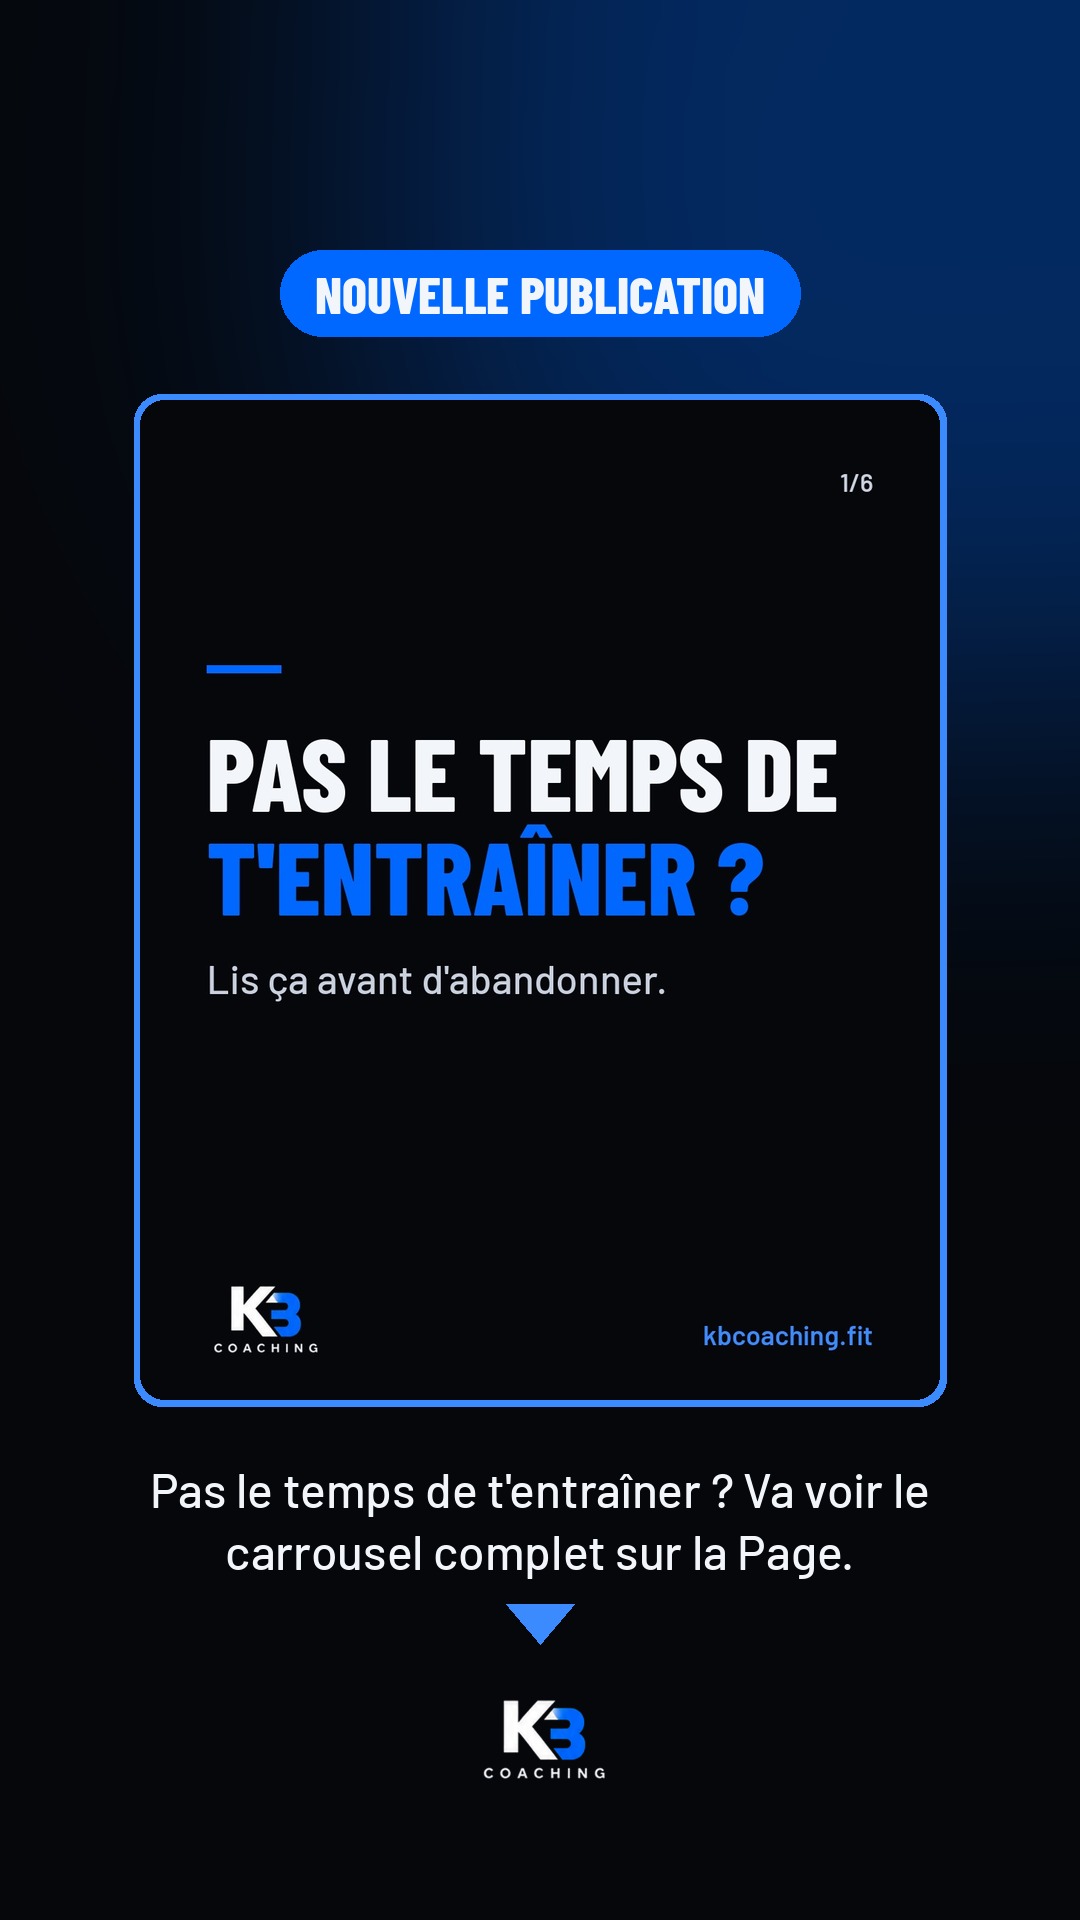 NOUVELLE PUBLICATION
1/6
PAS LE TEMPS DE
T'ENTRAÎNER ?
Lis ça avant d'abandonner.
KB
COACHING
kbcoaching.fit
Pas le temps de t'entraîner ? Va voir le
carrousel complet sur la Page.
KB
COACHING